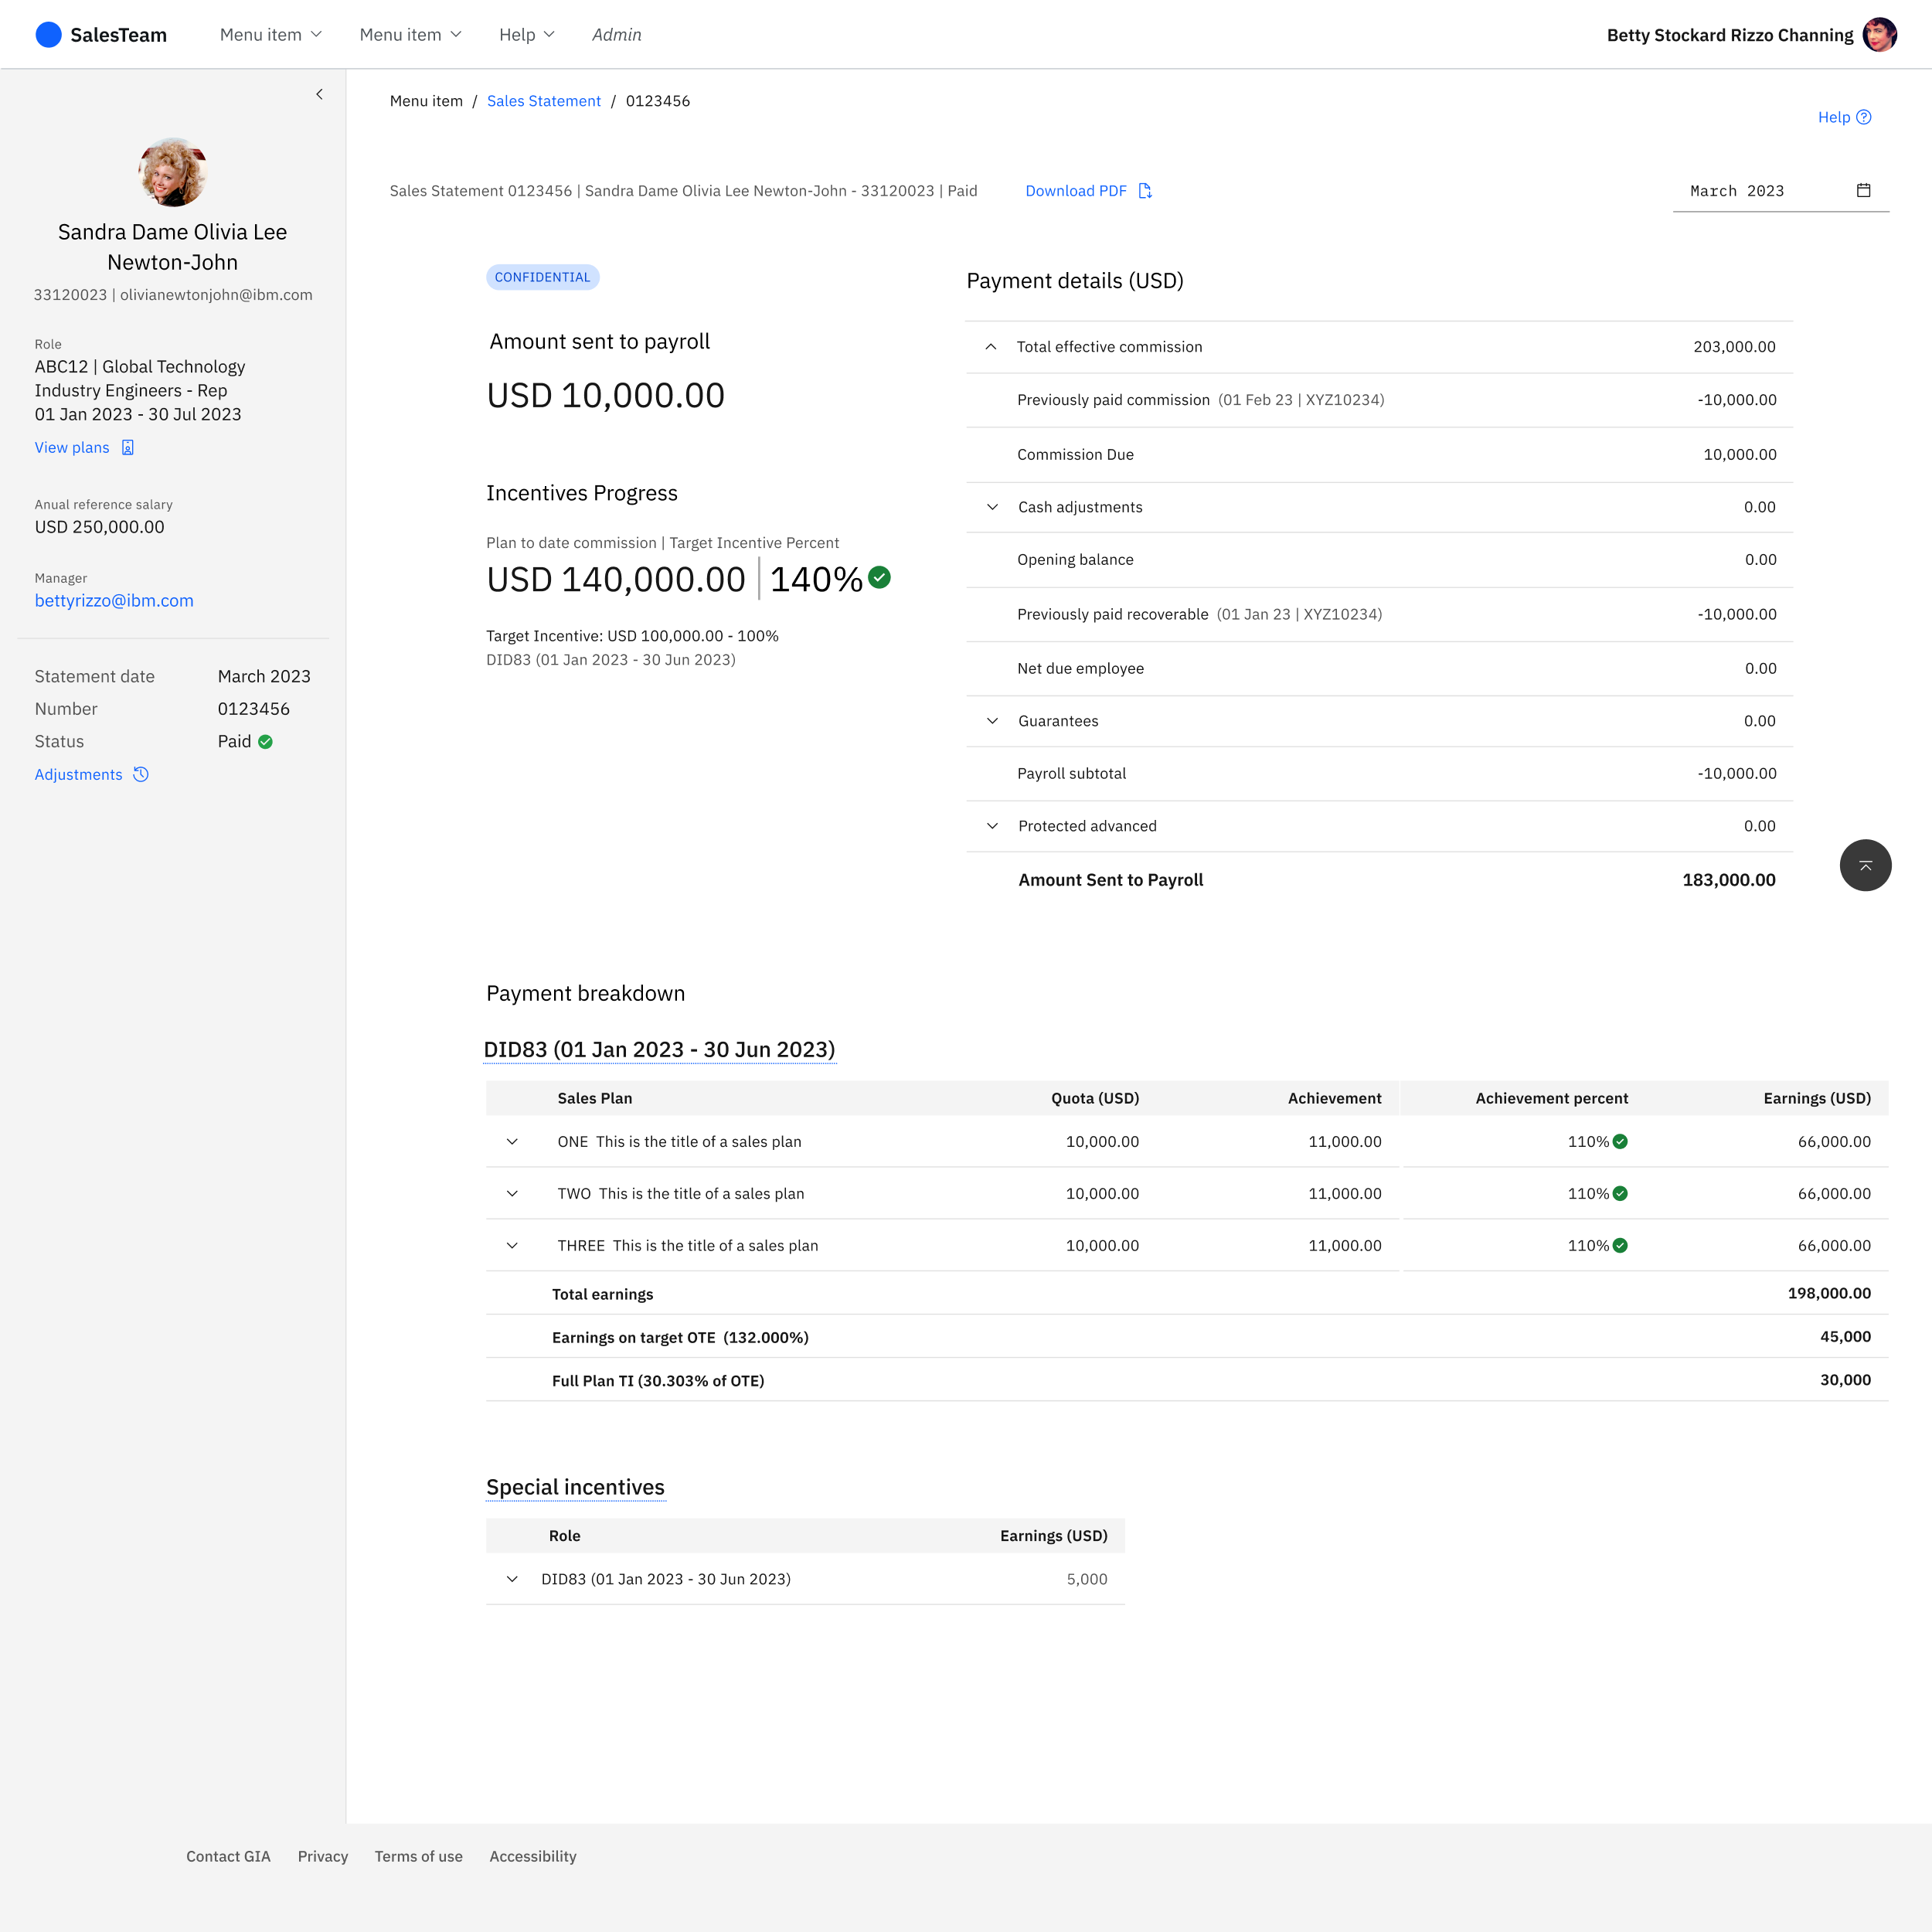 SalesTeam
Menu item
Menu item
Help
Admin
Betty Stockard Rizzo Channing
Sandra Dame Olivia Lee
Newton-John
33120023 | olivianewtonjohn@ibm.com
Role
ABC12 | Global Technology
Industry Engineers - Rep
01 Jan 2023 - 30 Jul 2023
View plans
Anual reference salary
USD 250,000.00
Manager
bettyrizzo@ibm.com
Statement date March 2023
Number 0123456
Status Paid
Adjustments
Menu item / Sales Statement / 0123456
Help
Sales Statement 0123456 | Sandra Dame Olivia Lee Newton-John - 33120023 | Paid
Download PDF
March 2023
CONFIDENTIAL
Amount sent to payroll
USD 10,000.00
Incentives Progress
Plan to date commission | Target Incentive Percent
USD 140,000.00 | 140%
Target Incentive: USD 100,000.00 - 100%
DID83 (01 Jan 2023 - 30 Jun 2023)
Payment details (USD)
Total effective commission 203,000.00
Previously paid commission (01 Feb 23 | XYZ10234) -10,000.00
Commission Due 10,000.00
Cash adjustments 0.00
Opening balance 0.00
Previously paid recoverable (01 Jan 23 | XYZ10234) -10,000.00
Net due employee 0.00
Guarantees 0.00
Payroll subtotal -10,000.00
Protected advanced 0.00
Amount Sent to Payroll 183,000.00
Payment breakdown
DID83 (01 Jan 2023 - 30 Jun 2023)
Sales Plan Quota (USD) Achievement Achievement percent Earnings (USD)
ONE This is the title of a sales plan 10,000.00 11,000.00 110% 66,000.00
TWO This is the title of a sales plan 10,000.00 11,000.00 110% 66,000.00
THREE This is the title of a sales plan 10,000.00 11,000.00 110% 66,000.00
Total earnings 198,000.00
Earnings on target OTE (132.000%) 45,000
Full Plan TI (30.303% of OTE) 30,000
Special incentives
Role Earnings (USD)
DID83 (01 Jan 2023 - 30 Jun 2023) 5,000
Contact GIA Privacy Terms of use Accessibility